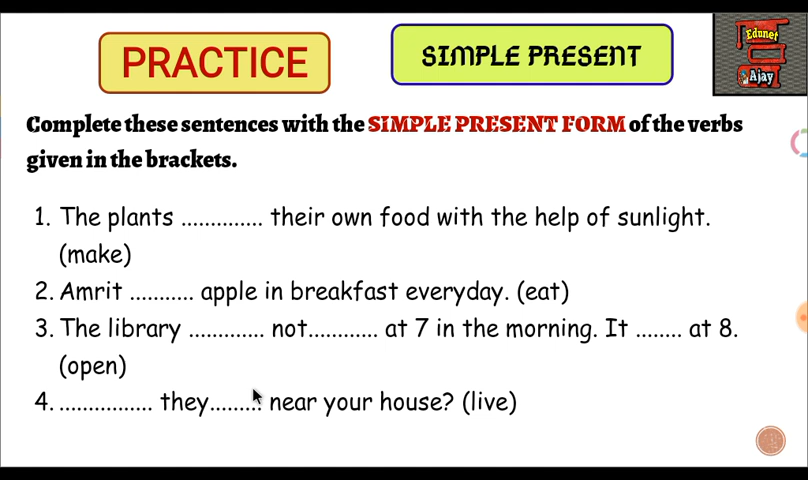 PRACTICE
SIMPLE PRESENT
Edunet
Ajay
Complete these sentences with the SIMPLE PRESENT FORM of the verbs
given in the brackets.
1. The plants .............. their own food with the help of sunlight.
(make)
2. Amrit ........... apple in breakfast everyday. (eat)
3. The library ............. not............ at 7 in the morning. It ........ at 8.
(open)
4. ................ they......... near your house? (live)